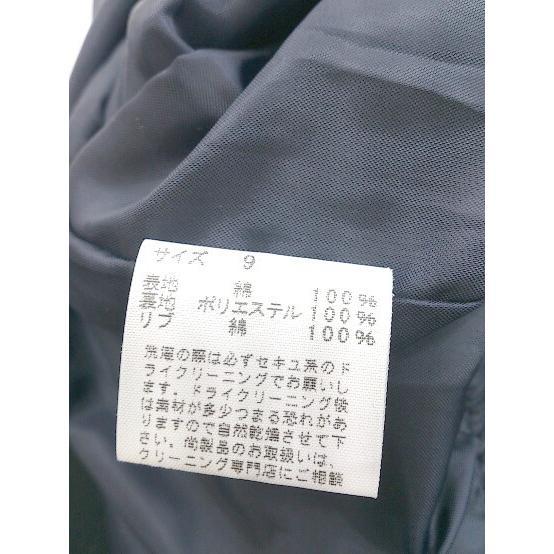 サイズ 9
表地 綿 100%
裏地 ポリエステル 100%
リブ 綿 100%
洗濯の際は必ずセキユ系のド
ライクリーニングでお願いし
ます。ドライクリーニング後
は素材が多少つまる恐れがあ
りますので自然乾燥させて下
さい。尚製品のお取扱いは、
クリーニング専門店にご相談